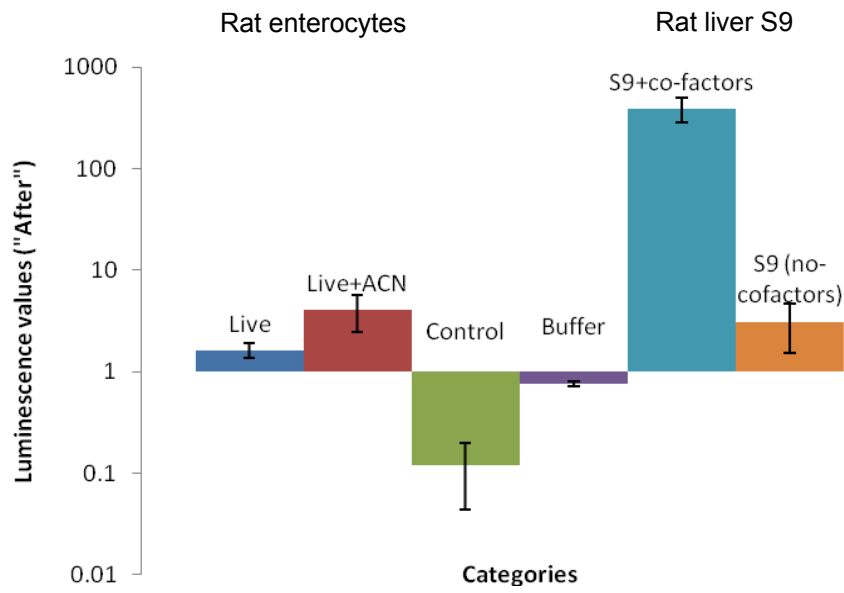 Rat enterocytes
Rat liver S9
Luminescence values ("After")
1000
100
10
1
0.1
0.01
Live
Live+ACN
Control
Buffer
S9+co-factors
S9 (no-
cofactors)
Categories